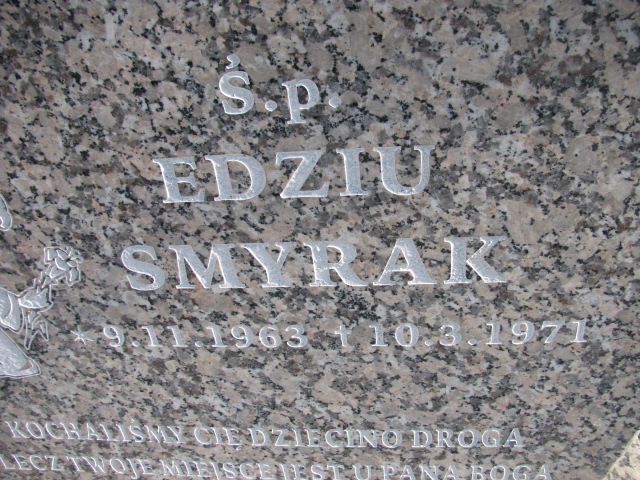 Ś.p.
EDZIU
SMYRAK
*9.11.1963 †10.3.1971
KOCHALIŚMY CIĘ DZIECINO DROGA
LECZ TWOJE MIEJSCE JEST U PANA BOGA